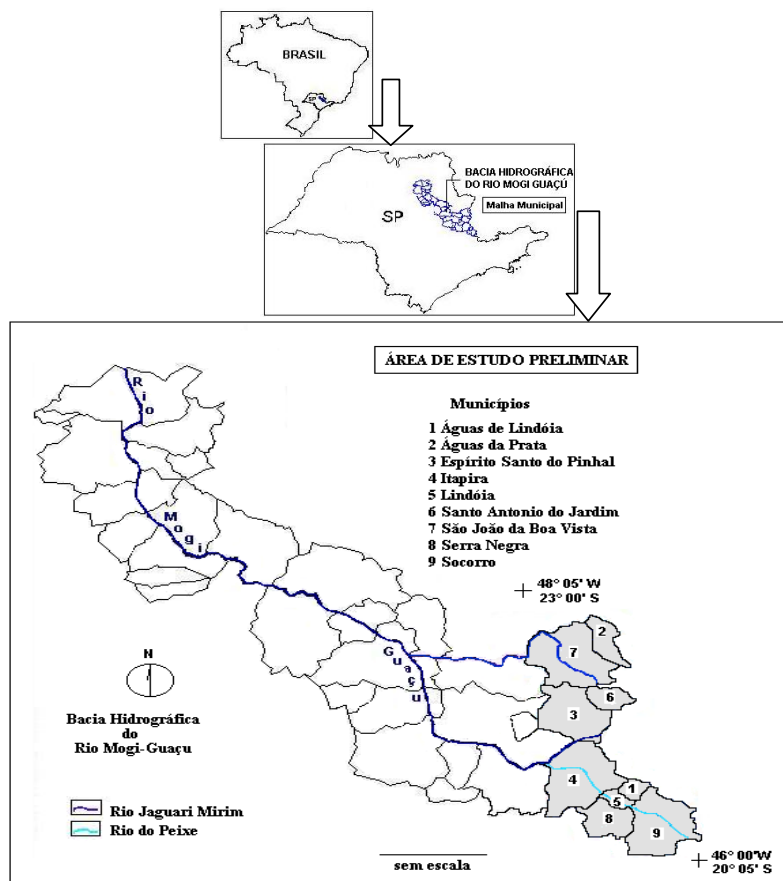 BRASIL
SP
BACIA HIDROGRÁFICA
DO RIO MOGI GUAÇÚ
Malha Municipal
SP
ÁREA DE ESTUDO PRELIMINAR
Municípios
1 Águas de Lindóia
2 Águas da Prata
3 Espírito Santo do Pinhal
4 Itapira
5 Lindóia
6 Santo Antonio do Jardim
7 São João da Boa Vista
8 Serra Negra
9 Socorro
48° 05' W
23° 00' S
Rio
Mogi
Guaçu
2
7
6
3
4
1
5
8
9
N
Bacia Hidrográfica
do
Rio Mogi-Guaçu
Rio Jaguari Mirim
Rio do Peixe
sem escala
46° 00'W
20° 05' S